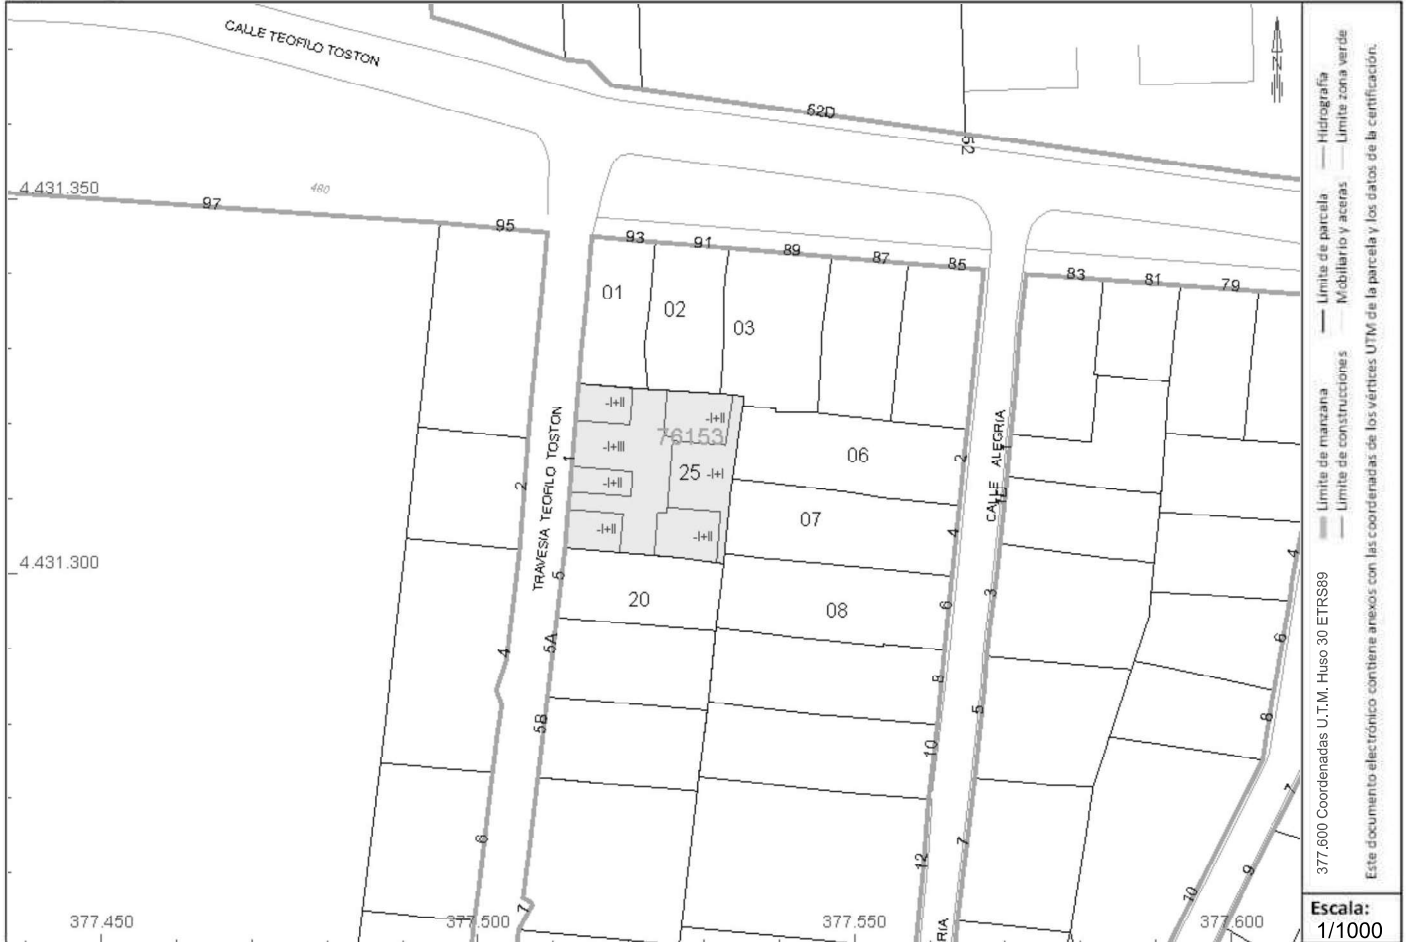 CALLE TEOFILO TOSTON
52D
52
4.431.350
480
97
95
93
91
89
87
85
83
81
79
01
02
03
-I+II
-I+II
76153
-I+III
25
-I+I
-I+II
-I+II
-I+II
TRAVESIA TEOFILO TOSTON
1
2
06
2
CALLE ALEGRIA
07
4
4
4.431.300
5
20
08
6
3
6
5A
4
8
5
8
5B
10
7
6
12
7
9
10
7
RIA
377.450
377.500
377.550
377.600
N
Límite de manzana
Límite de parcela
Hidrografía
Límite de construcciones
Mobiliario y aceras
Límite zona verde
377.600 Coordenadas U.T.M. Huso 30 ETRS89
Este documento electrónico contiene anexos con las coordenadas de los vértices UTM de la parcela y los datos de la certificación.
Escala:
1/1000